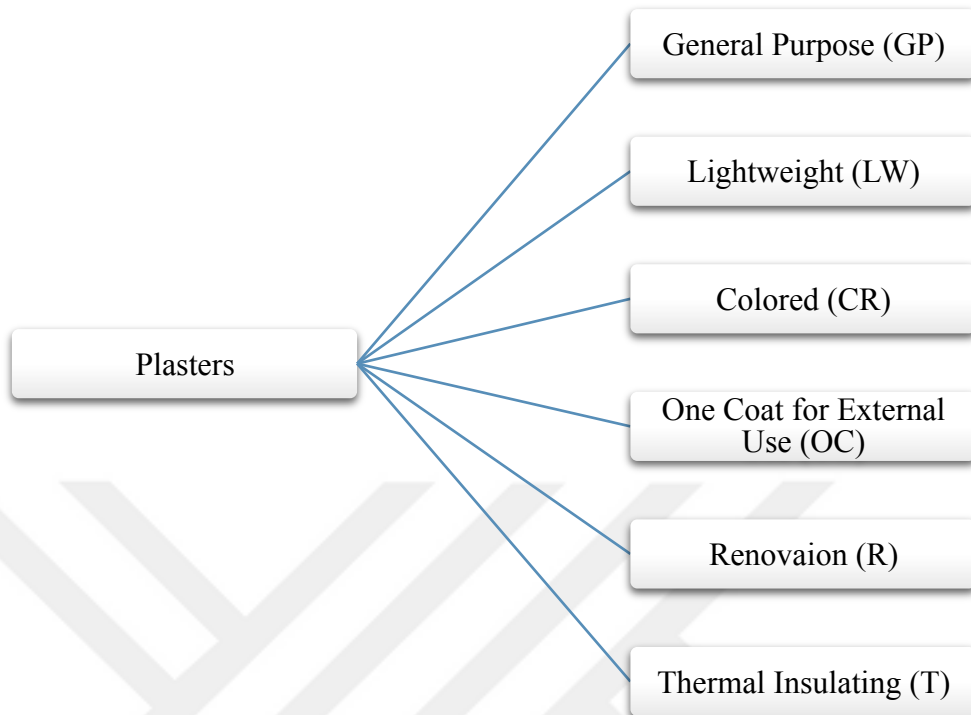 General Purpose (GP)
Lightweight (LW)
Colored (CR)
Plasters
One Coat for External
Use (OC)
Renovaion (R)
Thermal Insulating (T)